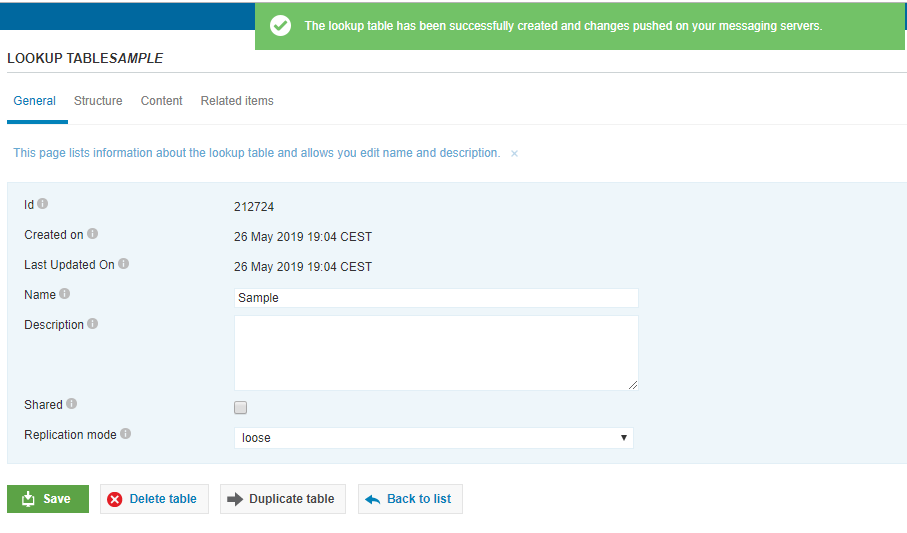 The lookup table has been successfully created and changes pushed on your messaging servers.
LOOKUP TABLESAMPLE
General Structure Content Related items
This page lists information about the lookup table and allows you edit name and description. ×
Id 212724
Created on 26 May 2019 19:04 CEST
Last Updated On 26 May 2019 19:04 CEST
Name Sample
Description
Shared
Replication mode loose
Save Delete table Duplicate table Back to list